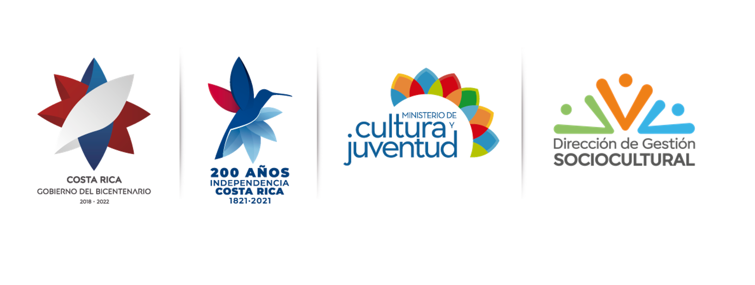 COSTA RICA
GOBIERNO DEL BICENTENARIO
2018 - 2022
200 AÑOS
INDEPENDENCIA
COSTA RICA
1821·2021
MINISTERIO DE
cultura y
juventud
Dirección de Gestión
SOCIOCULTURAL